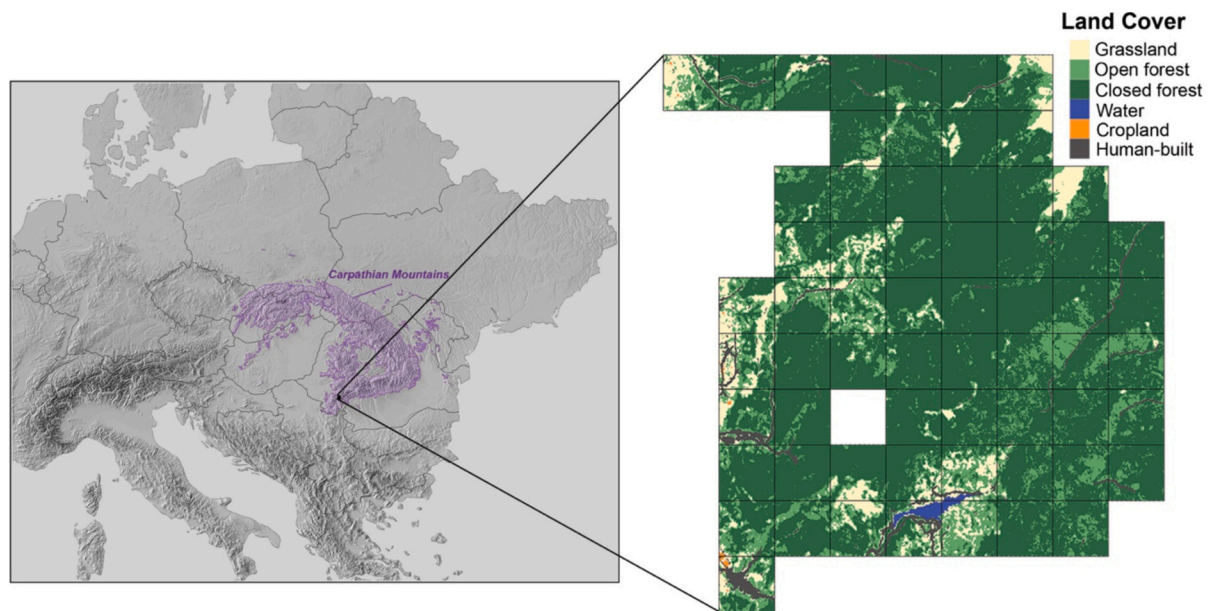 Land Cover
Grassland
Open forest
Closed forest
Water
Cropland
Human-built
Carpathian Mountains